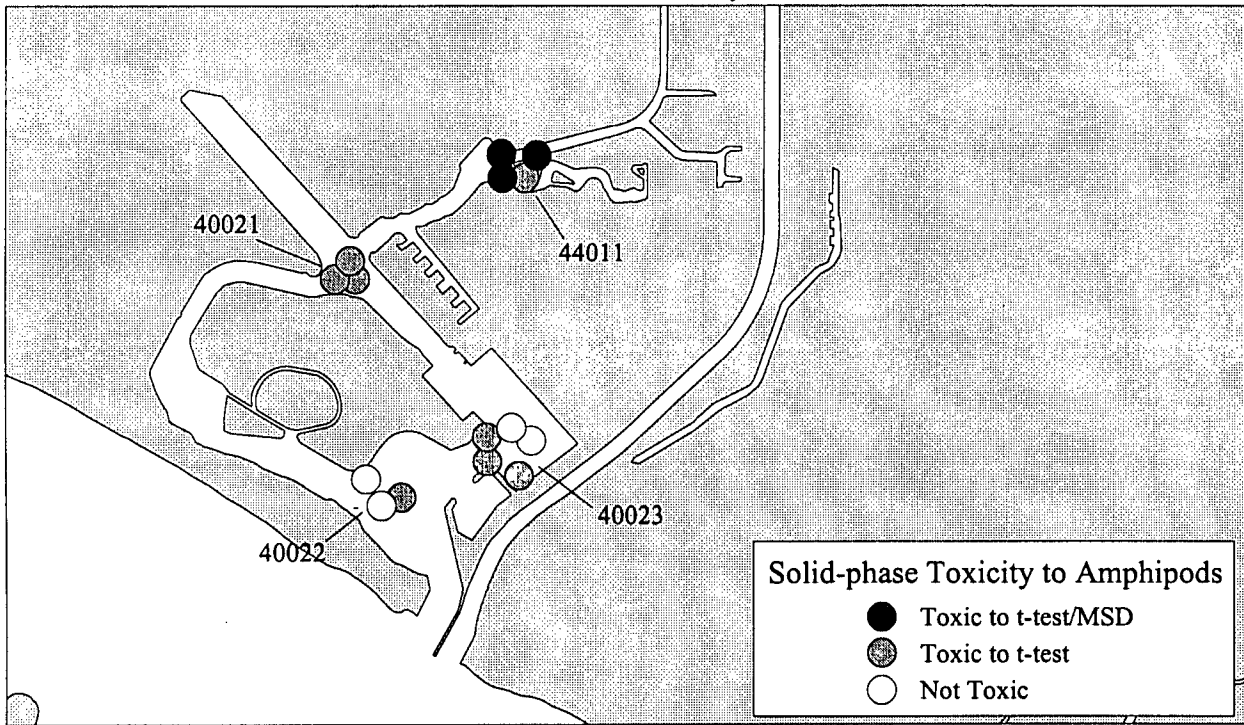 40021
44011
40023
40022
Solid-phase Toxicity to Amphipods
Toxic to t-test/MSD
Toxic to t-test
Not Toxic